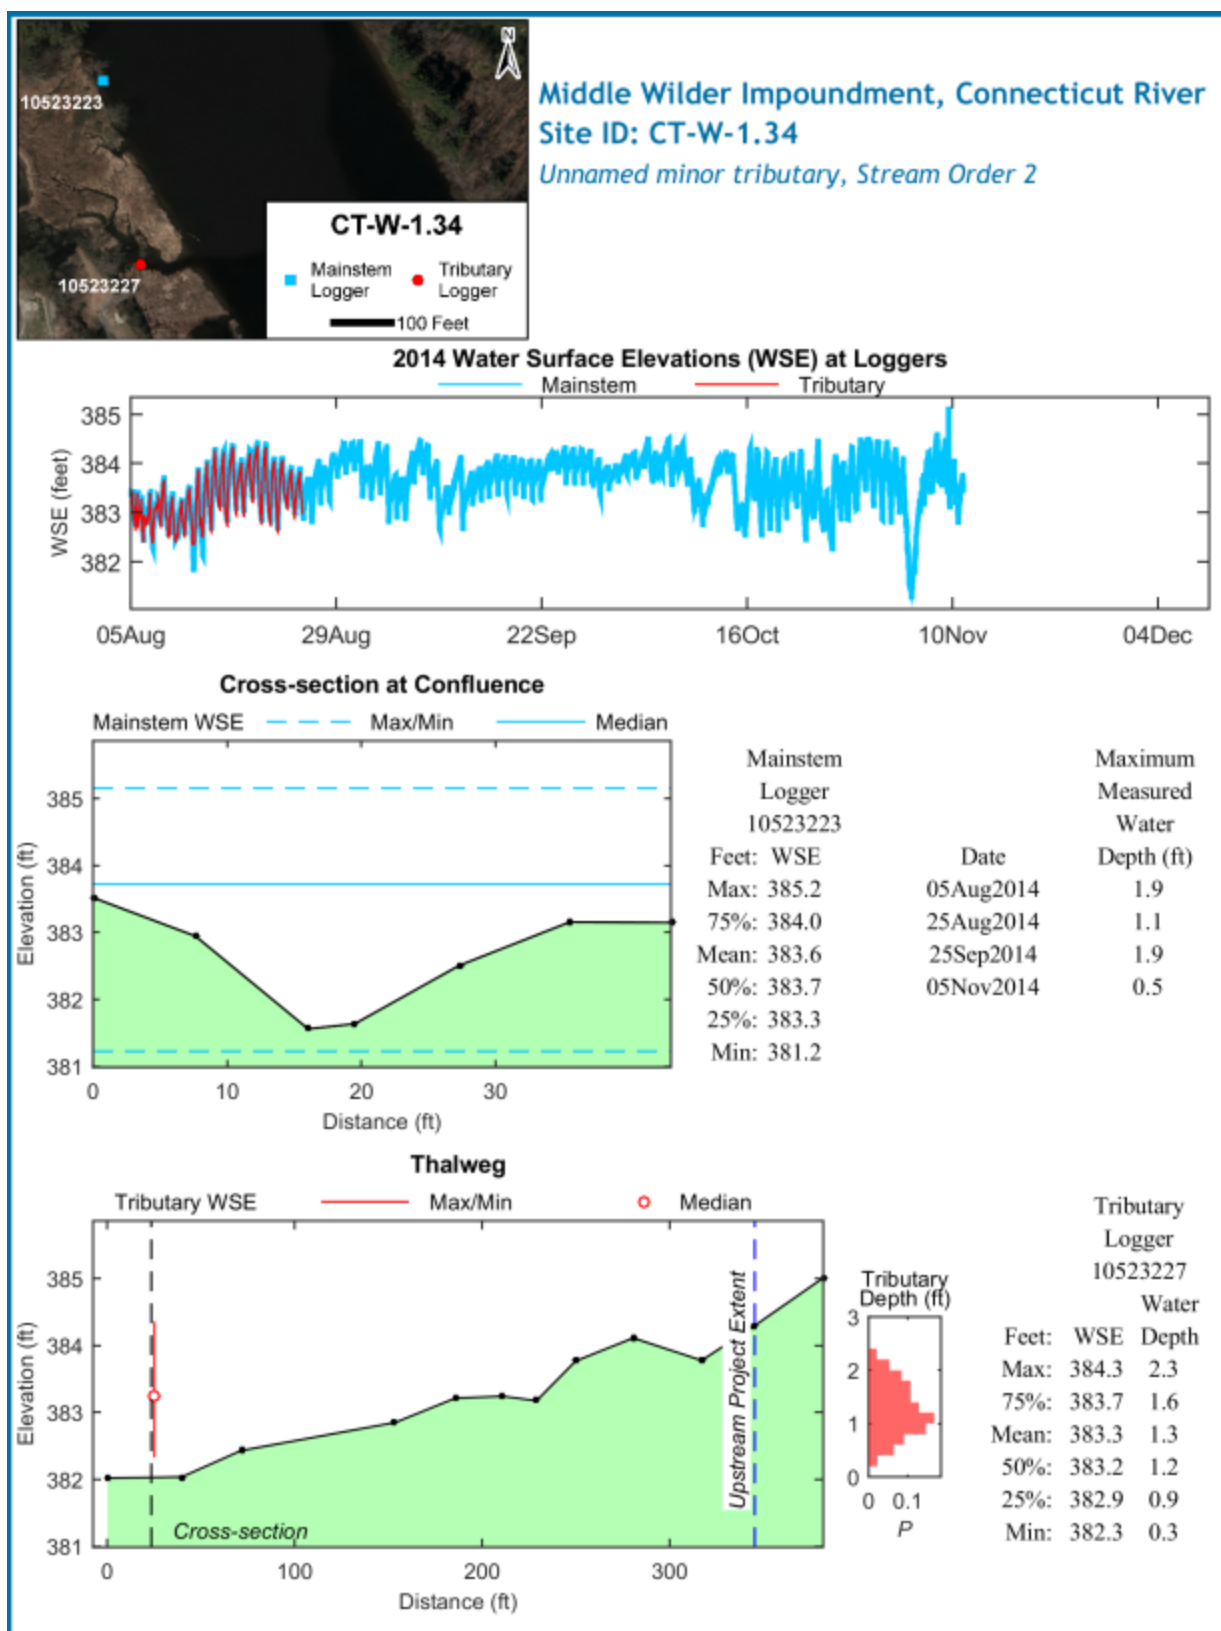 N
10523223
10523227
CT-W-1.34
Mainstem Logger
Tributary Logger
100 Feet
Middle Wilder Impoundment, Connecticut River
Site ID: CT-W-1.34
Unnamed minor tributary, Stream Order 2
2014 Water Surface Elevations (WSE) at Loggers
Mainstem Tributary
WSE (feet)
385
384
383
382
05Aug 29Aug 22Sep 16Oct 10Nov 04Dec
Cross-section at Confluence
Mainstem WSE Max/Min Median
Elevation (ft)
385
384
383
382
381
0 10 20 30
Distance (ft)
Mainstem
Logger
10523223
Feet: WSE
Max: 385.2
75%: 384.0
Mean: 383.6
50%: 383.7
25%: 383.3
Min: 381.2
Maximum
Measured
Water
Date Depth (ft)
05Aug2014 1.9
25Aug2014 1.1
25Sep2014 1.9
05Nov2014 0.5
Thalweg
Tributary WSE Max/Min Median
Elevation (ft)
385
384
383
382
381
Cross-section
Upstream Project Extent
0 100 200 300
Distance (ft)
Tributary
Depth (ft)
3
2
1
0
0 0.1
P
Tributary
Logger
10523227
Water
Feet: WSE Depth
Max: 384.3 2.3
75%: 383.7 1.6
Mean: 383.3 1.3
50%: 383.2 1.2
25%: 382.9 0.9
Min: 382.3 0.3